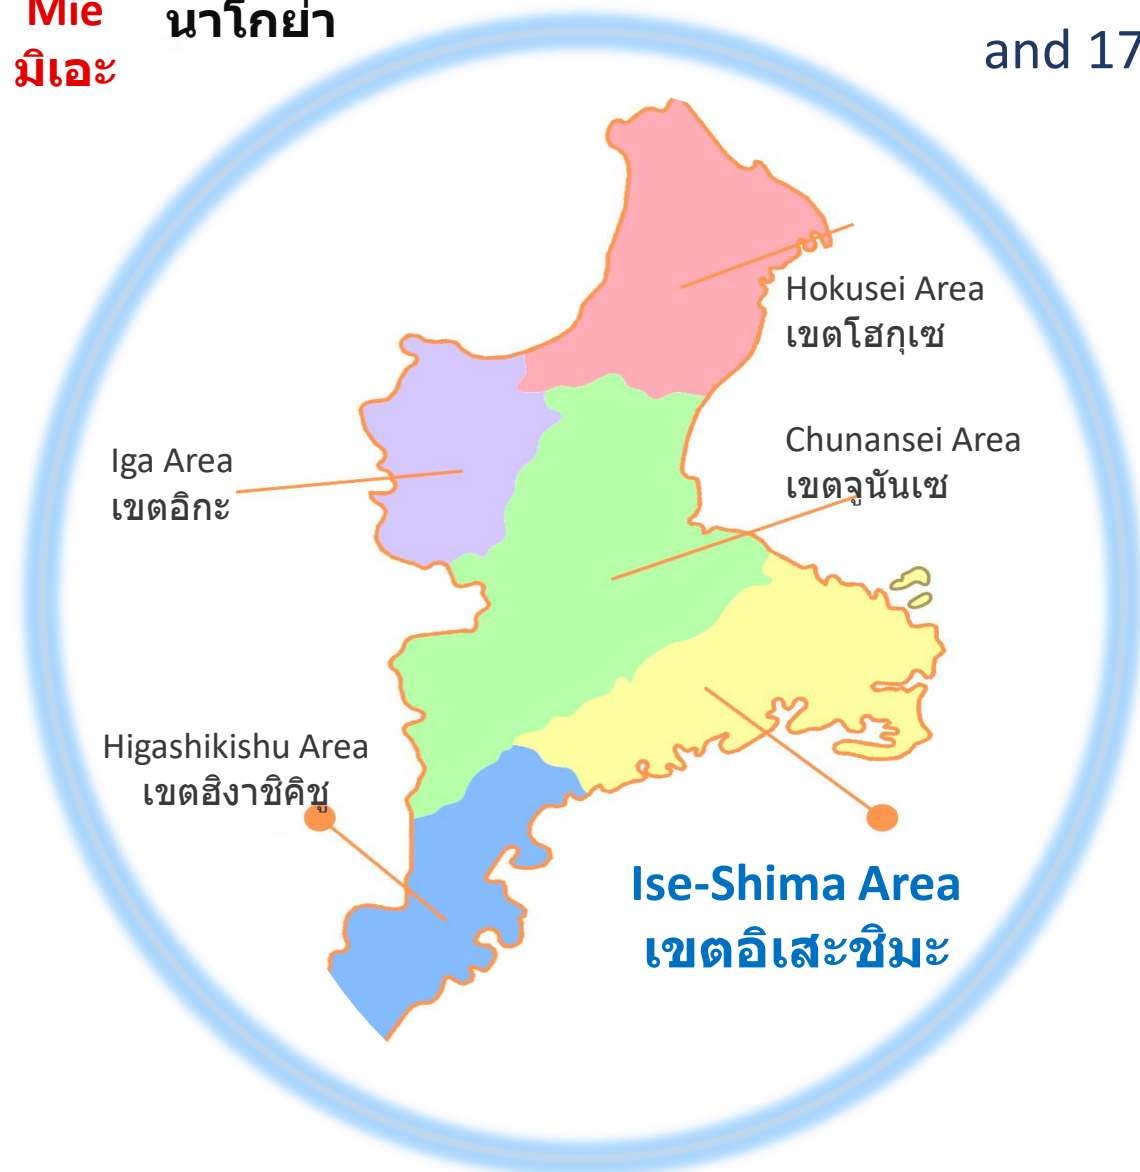 Mie
มิเอะ
นาโกย่า
and 17
Hokusei Area
เขตโฮกุเซ
Chunansei Area
เขตจูนันเซ
Iga Area
เขตอิกะ
Higashikishu Area
เขตฮิงาชิคิชู
Ise-Shima Area
เขตอิเสะชิมะ